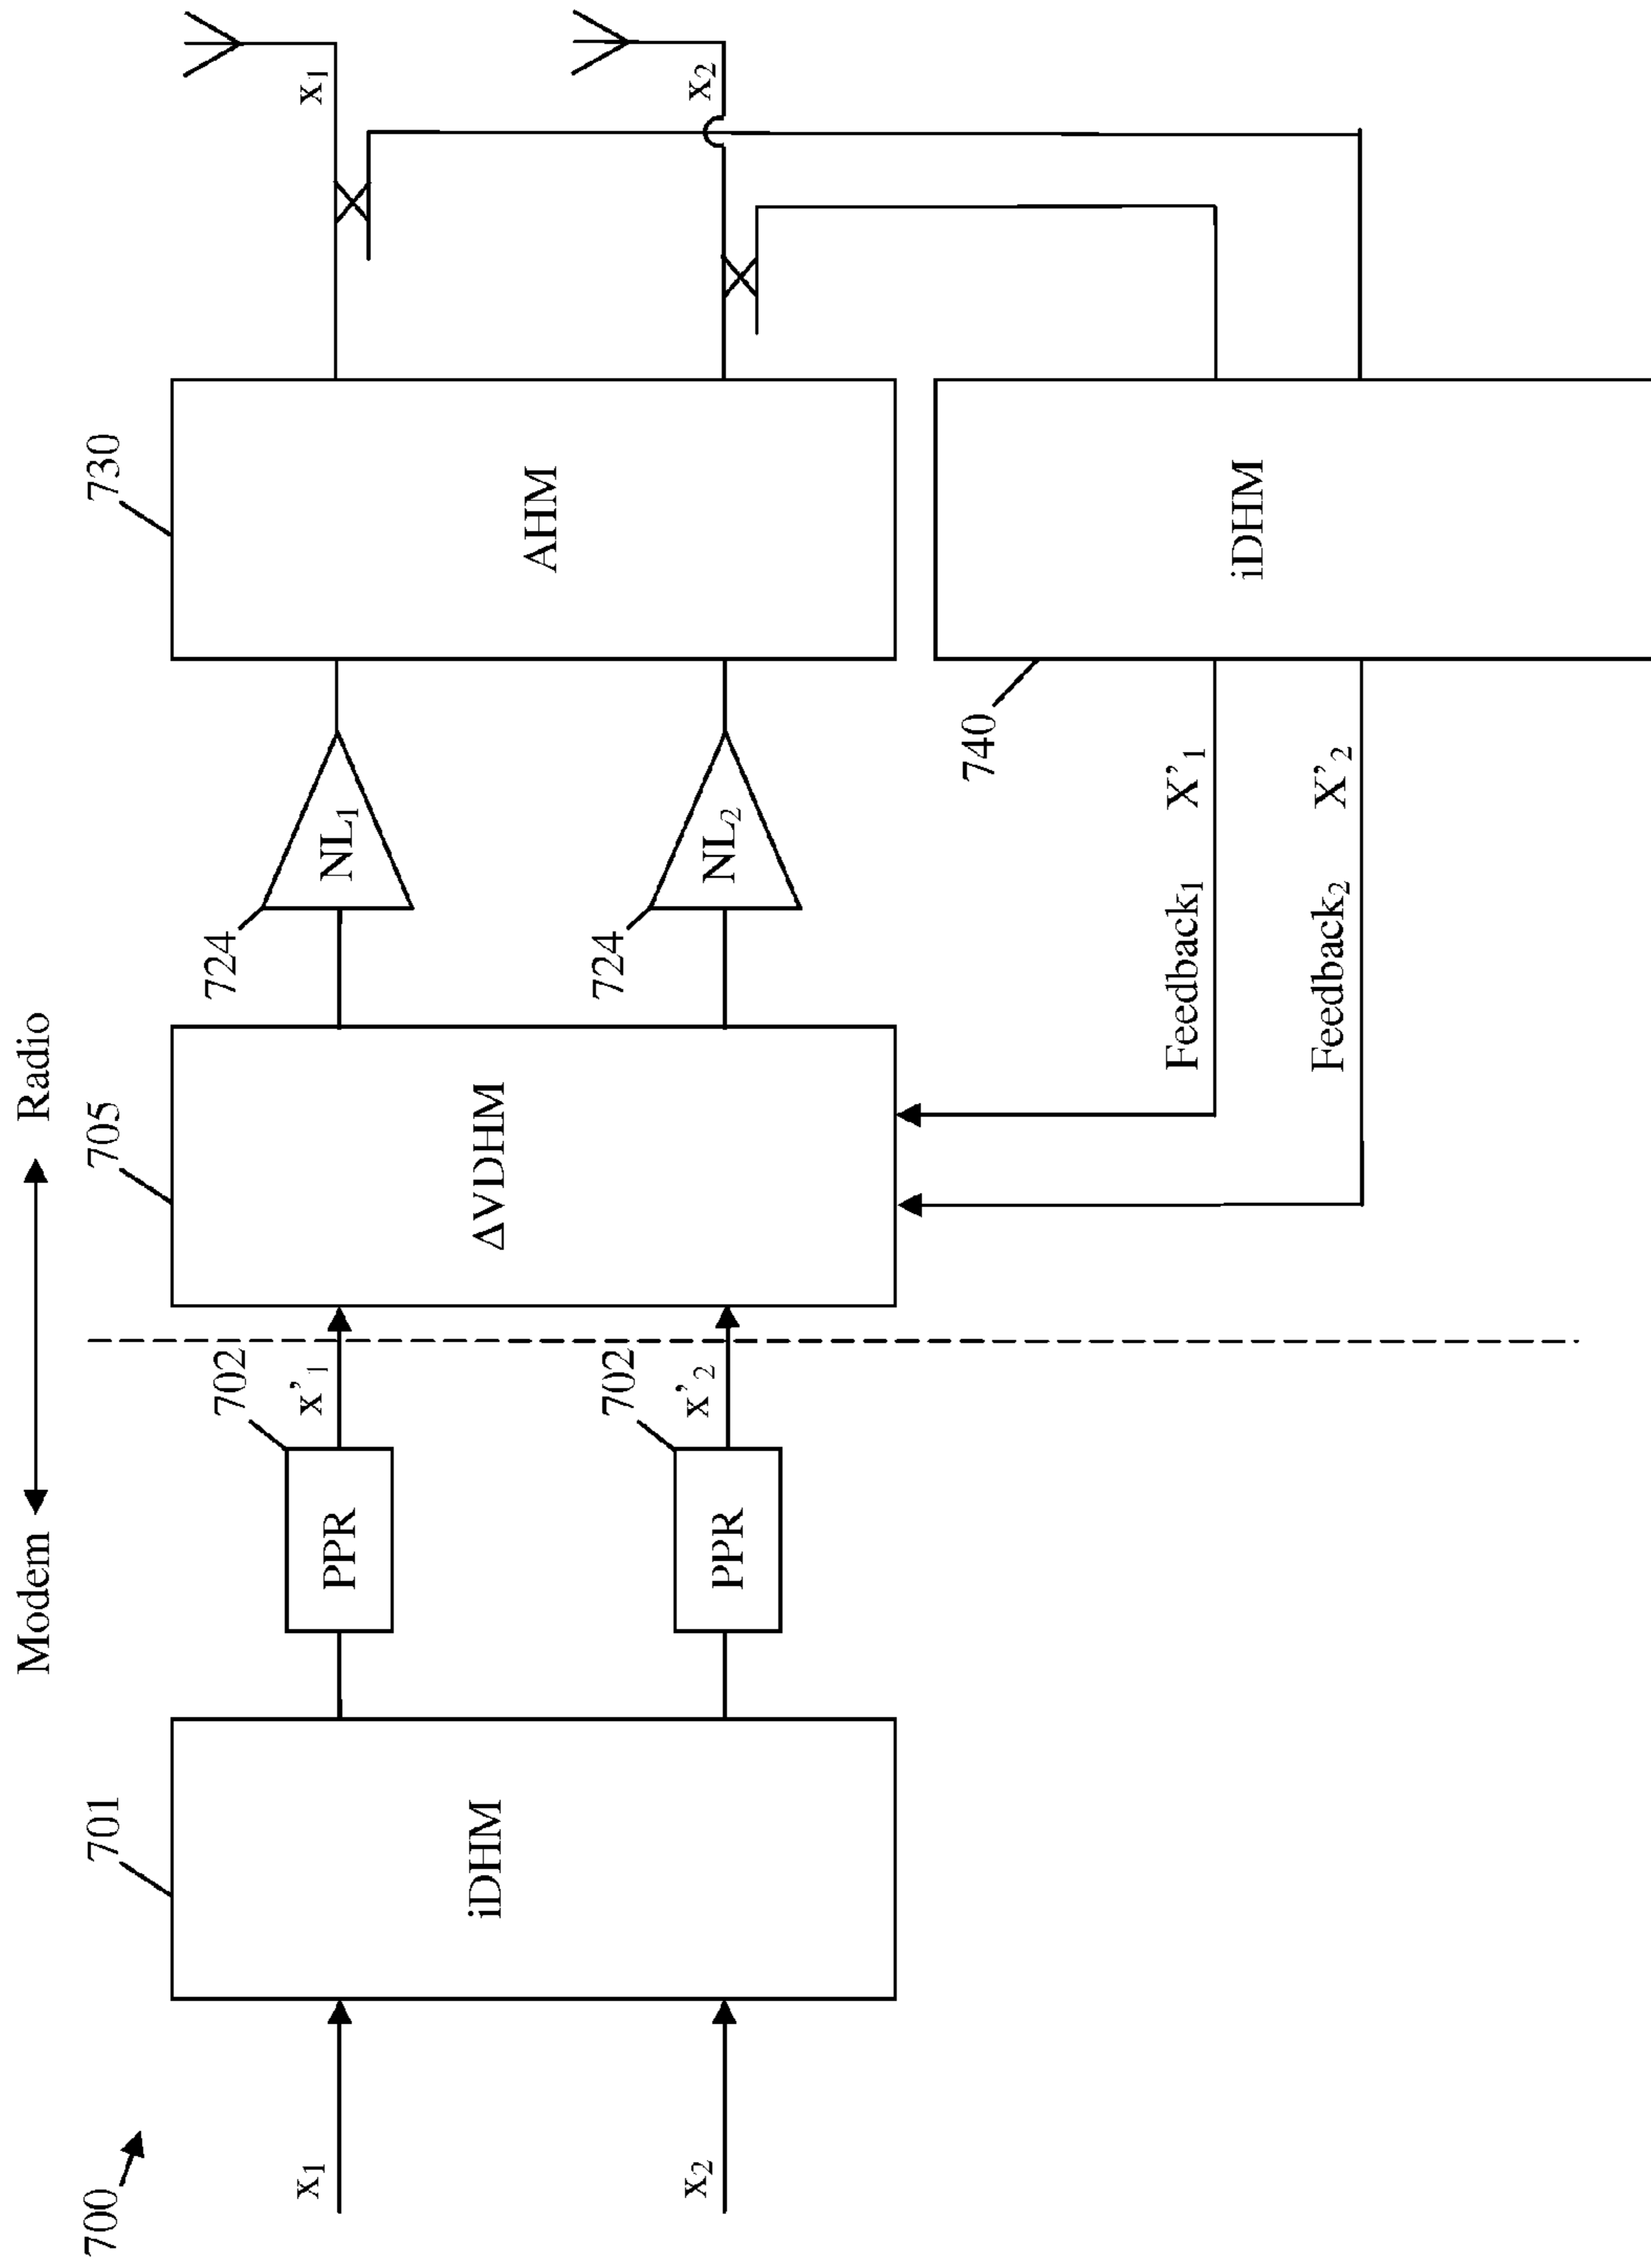 Modem Radio
700
701
702
705
724
730
x₁
iDHM
PPR
x'₁
ΔVDHM
NL₁
AHM
x₁
702
724
x₂
PPR
x'₂
NL₂
x₂
740
Feedback₁ X'₁
iDHM
Feedback₂ X'₂